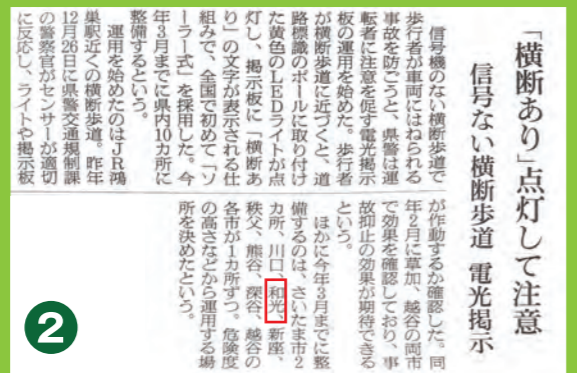 「横断あり」点灯して注意
信号ない横断歩道 電光掲示
信号機のない横断歩道で
歩行者が車両にはねられる
事故を防ごうと、県警は運
転者に注意を促す電光掲示
板の運用を始めた。歩行者
が横断歩道に近づくと、道
路標識のポールに取り付け
た黄色のLEDライトが点
灯し、掲示板に「横断あ
り」の文字が表示される仕
組みで、全国で初めて「ソ
ーラー式」を採用した。今
年3月までに県内10カ所に
整備するという。
運用を始めたのはJR鴻
巣駅近くの横断歩道。昨年
12月26日に県警交通規制課
の警察官がセンサーが適切
に反応し、ライトや掲示板
が作動するか確認した。同
年2月に草加、越谷の両市
で効果を確認しており、事
故抑止の効果が期待できる
という。
ほかに今年3月までに整
備するのは、さいたま市2
カ所、川口、和光、新座、
秩父、熊谷、深谷、越谷の
各市が1カ所ずつ。危険度
の高さなどから運用する場
所を決めたという。
2